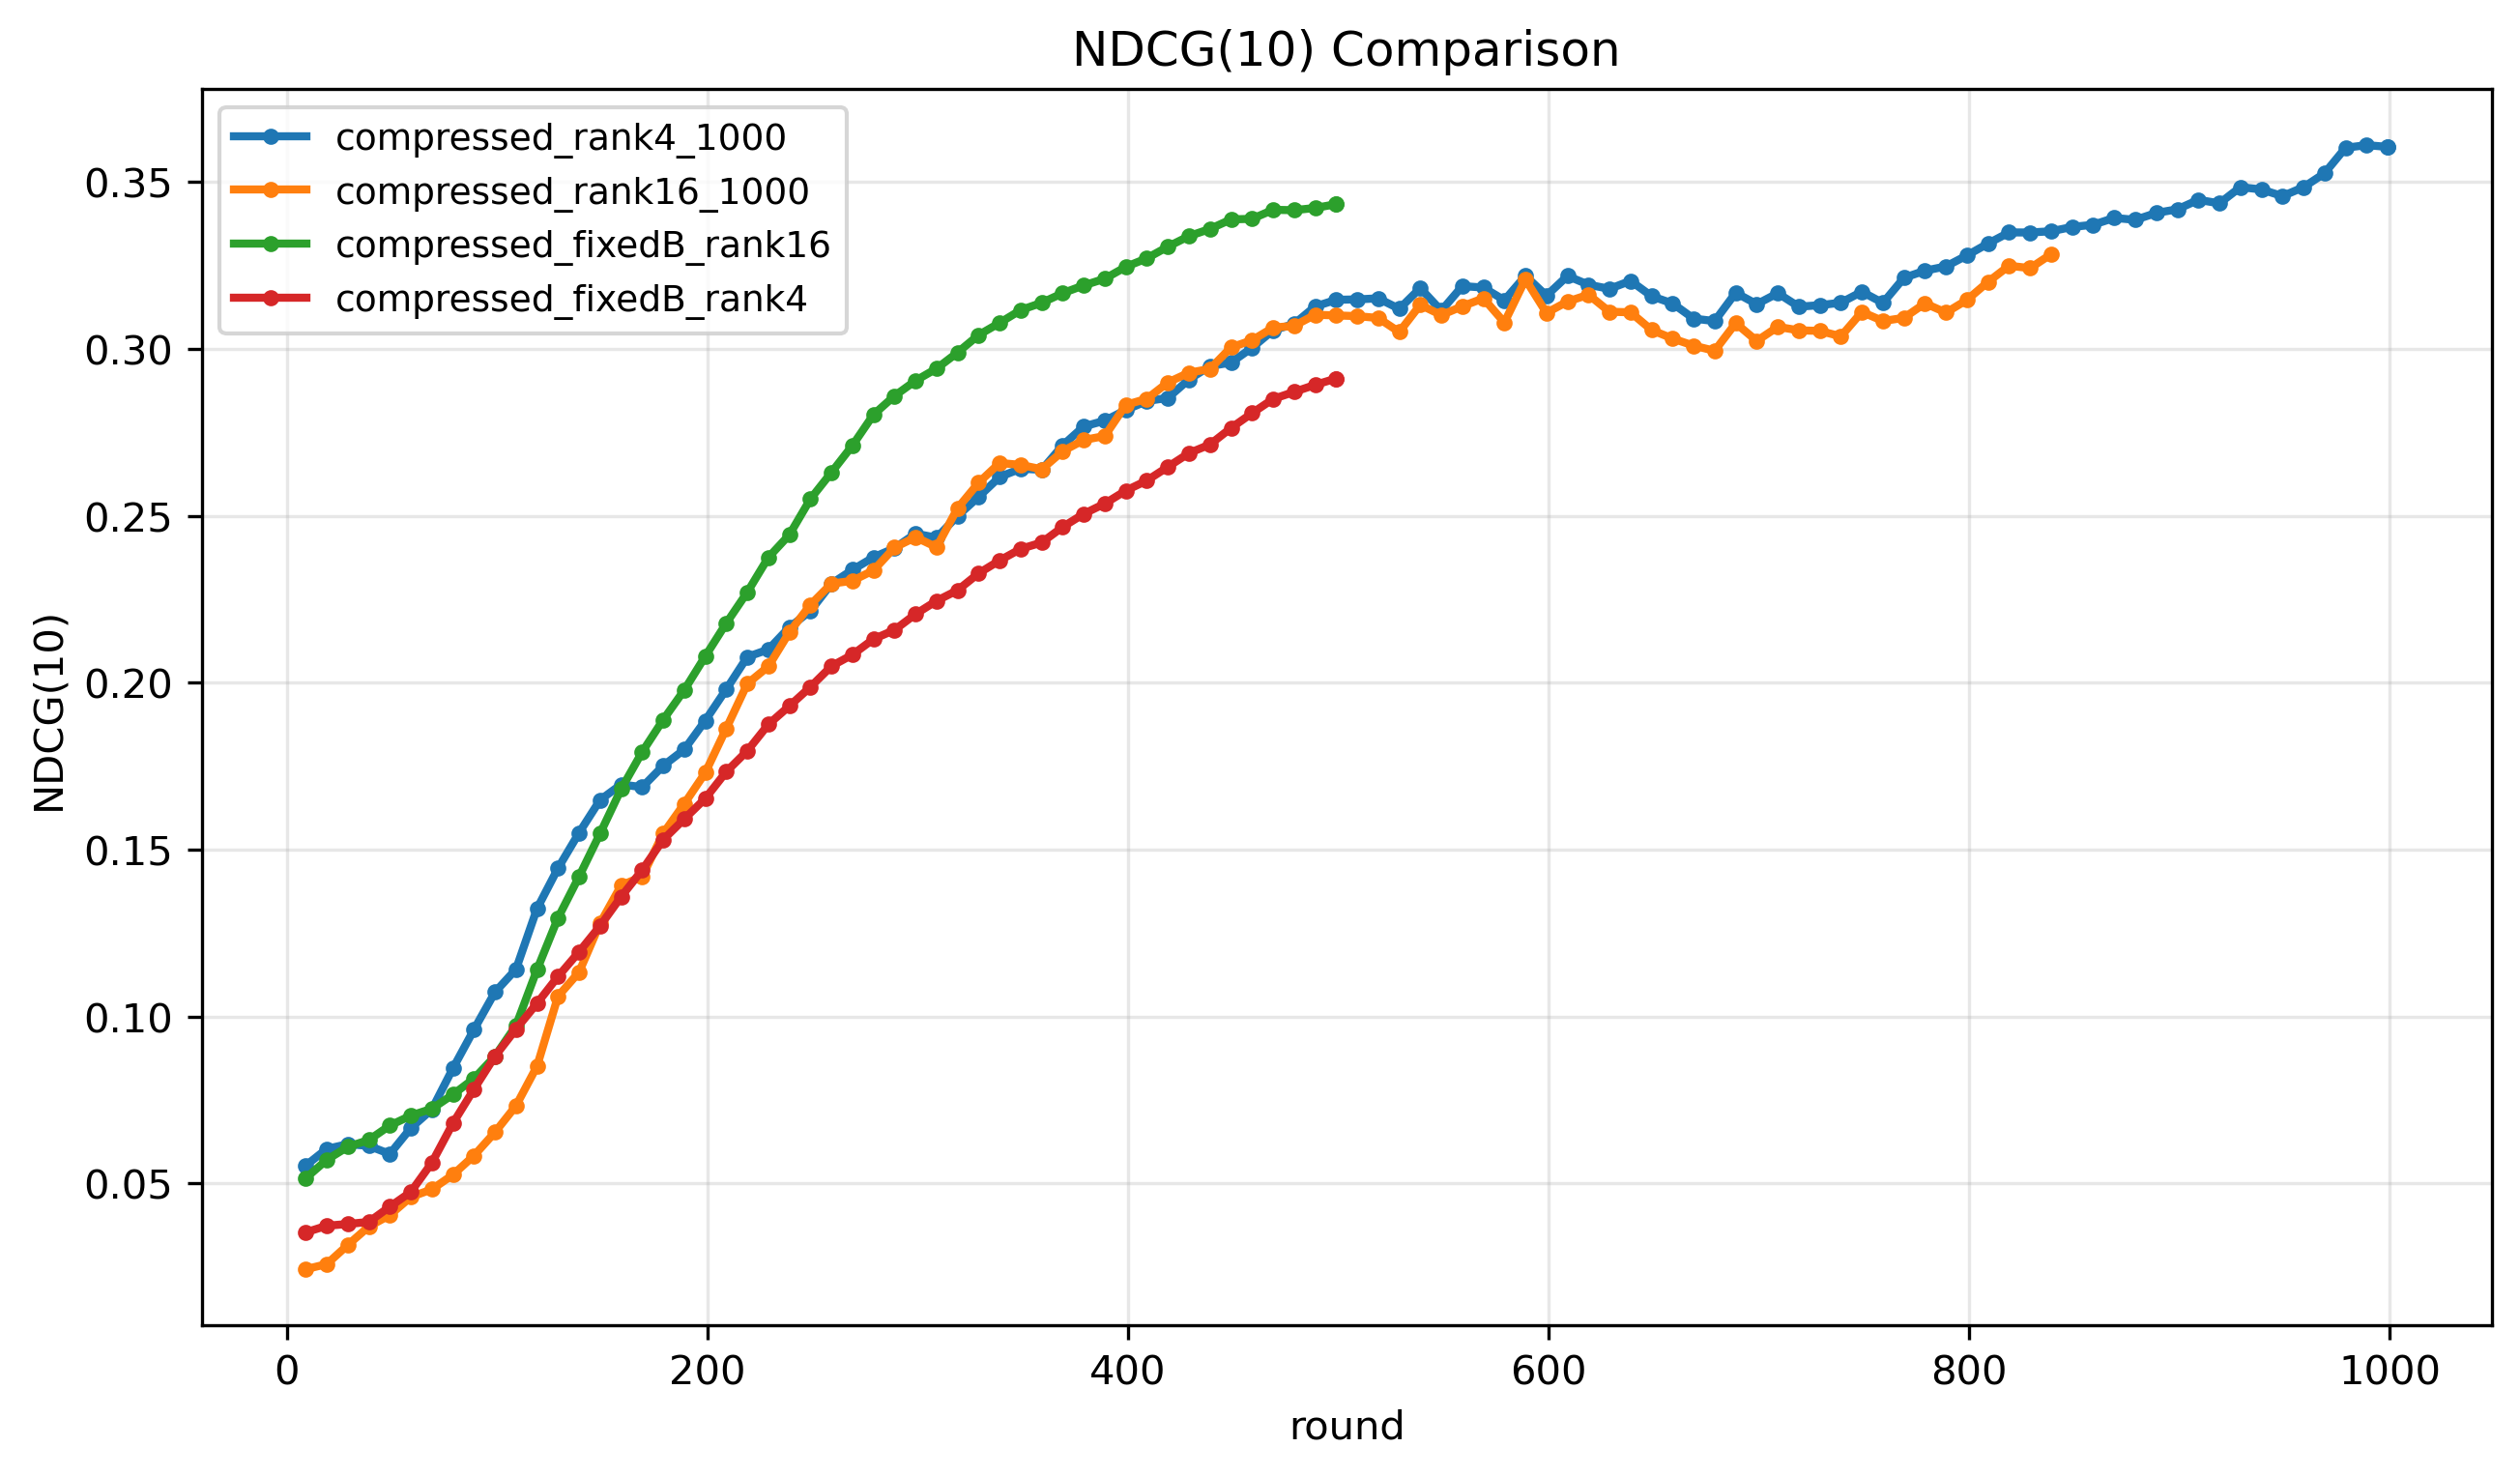 NDCG(10) Comparison
compressed_rank4_1000
compressed_rank16_1000
compressed_fixedB_rank16
compressed_fixedB_rank4
NDCG(10)
0.35
0.30
0.25
0.20
0.15
0.10
0.05
0 200 400 600 800 1000
round